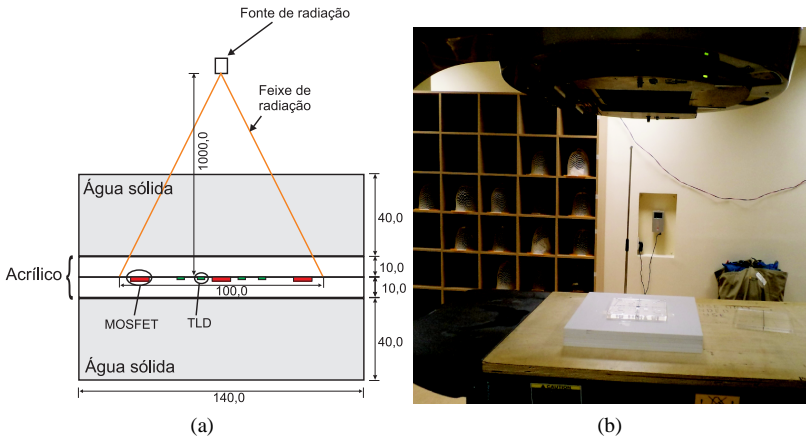 Fonte de radiação
Feixe de
radiação
1000,0
Água sólida
40,0
Acrílico
10,0
10,0
100,0
MOSFET
TLD
40,0
Água sólida
140,0
CAUTION
(a)
(b)